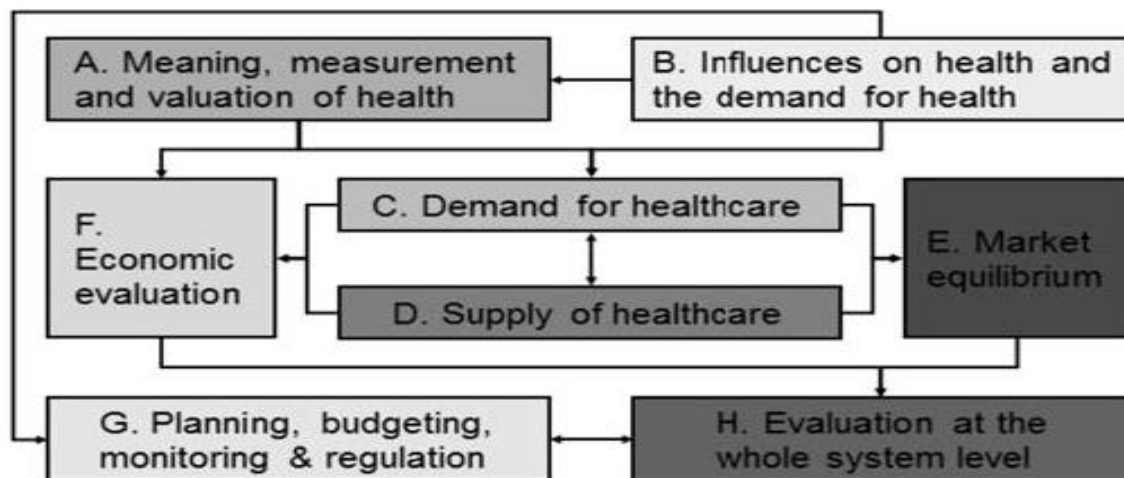 A. Meaning, measurement
and valuation of health
B. Influences on health and
the demand for health
F.
Economic
evaluation
C. Demand for healthcare
D. Supply of healthcare
E. Market
equilibrium
G. Planning, budgeting,
monitoring & regulation
H. Evaluation at the
whole system level